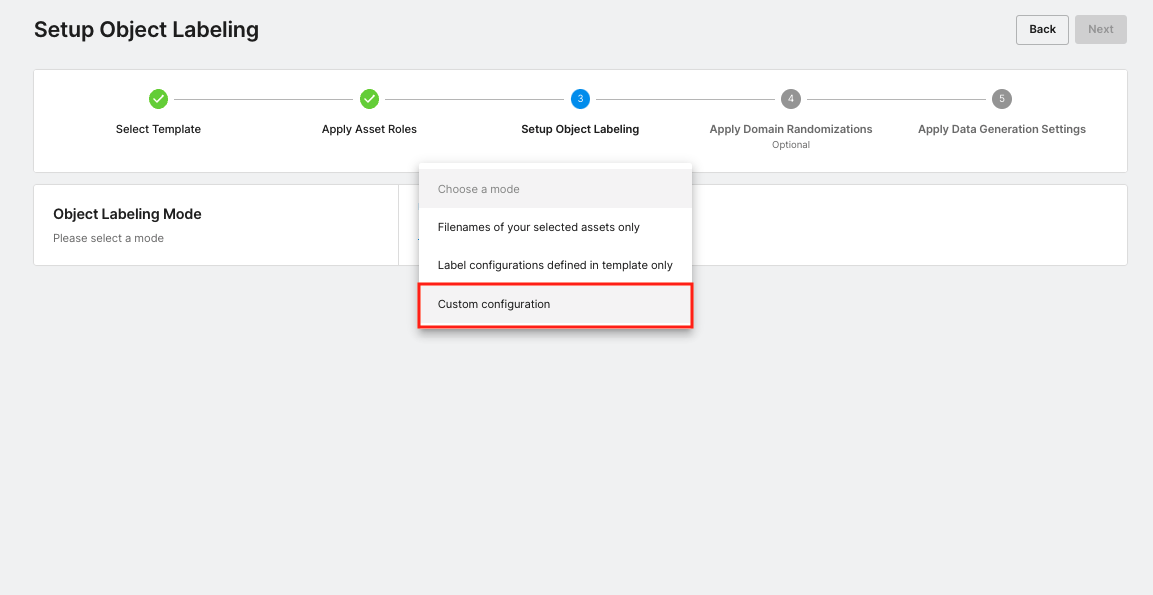 Setup Object Labeling
Back
Next
3
4
5
Select Template
Apply Asset Roles
Setup Object Labeling
Apply Domain Randomizations
Optional
Apply Data Generation Settings
Object Labeling Mode
Please select a mode
Choose a mode
Filenames of your selected assets only
Label configurations defined in template only
Custom configuration